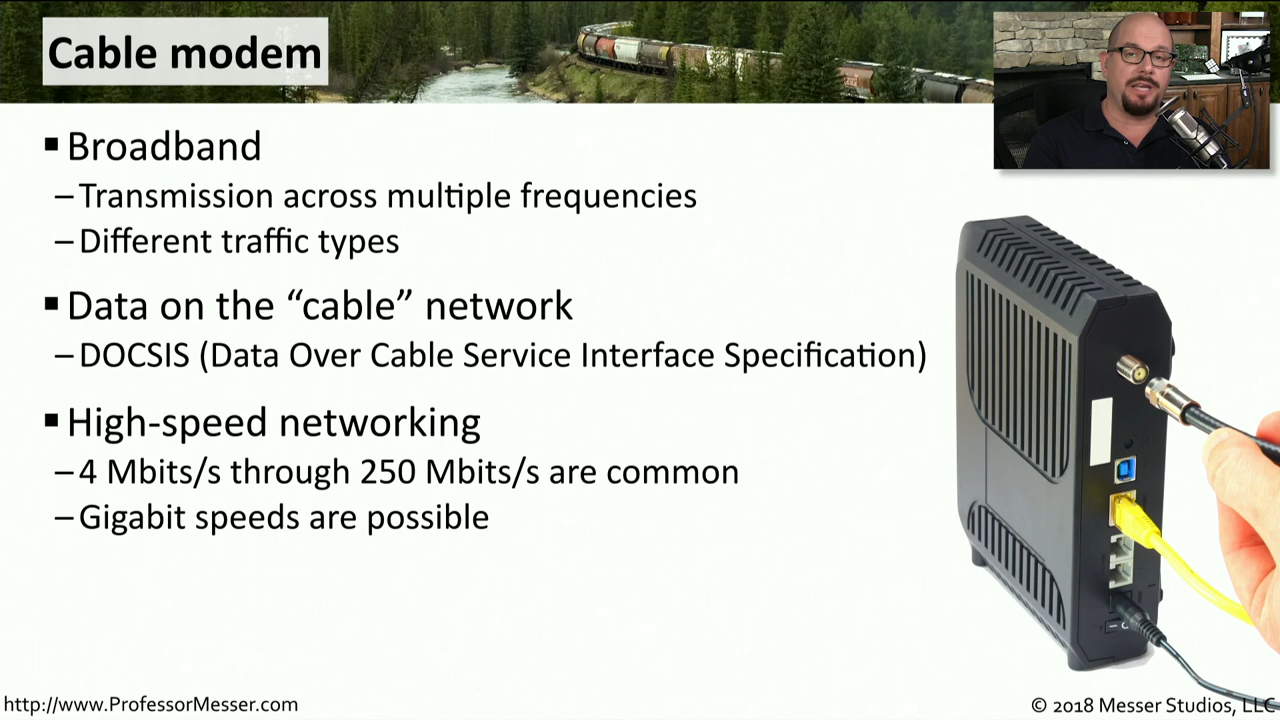 Cable modem
▪ Broadband
– Transmission across multiple frequencies
– Different traffic types
▪ Data on the “cable” network
– DOCSIS (Data Over Cable Service Interface Specification)
▪ High-speed networking
– 4 Mbits/s through 250 Mbits/s are common
– Gigabit speeds are possible
http://www.ProfessorMesser.com
© 2018 Messer Studios, LLC